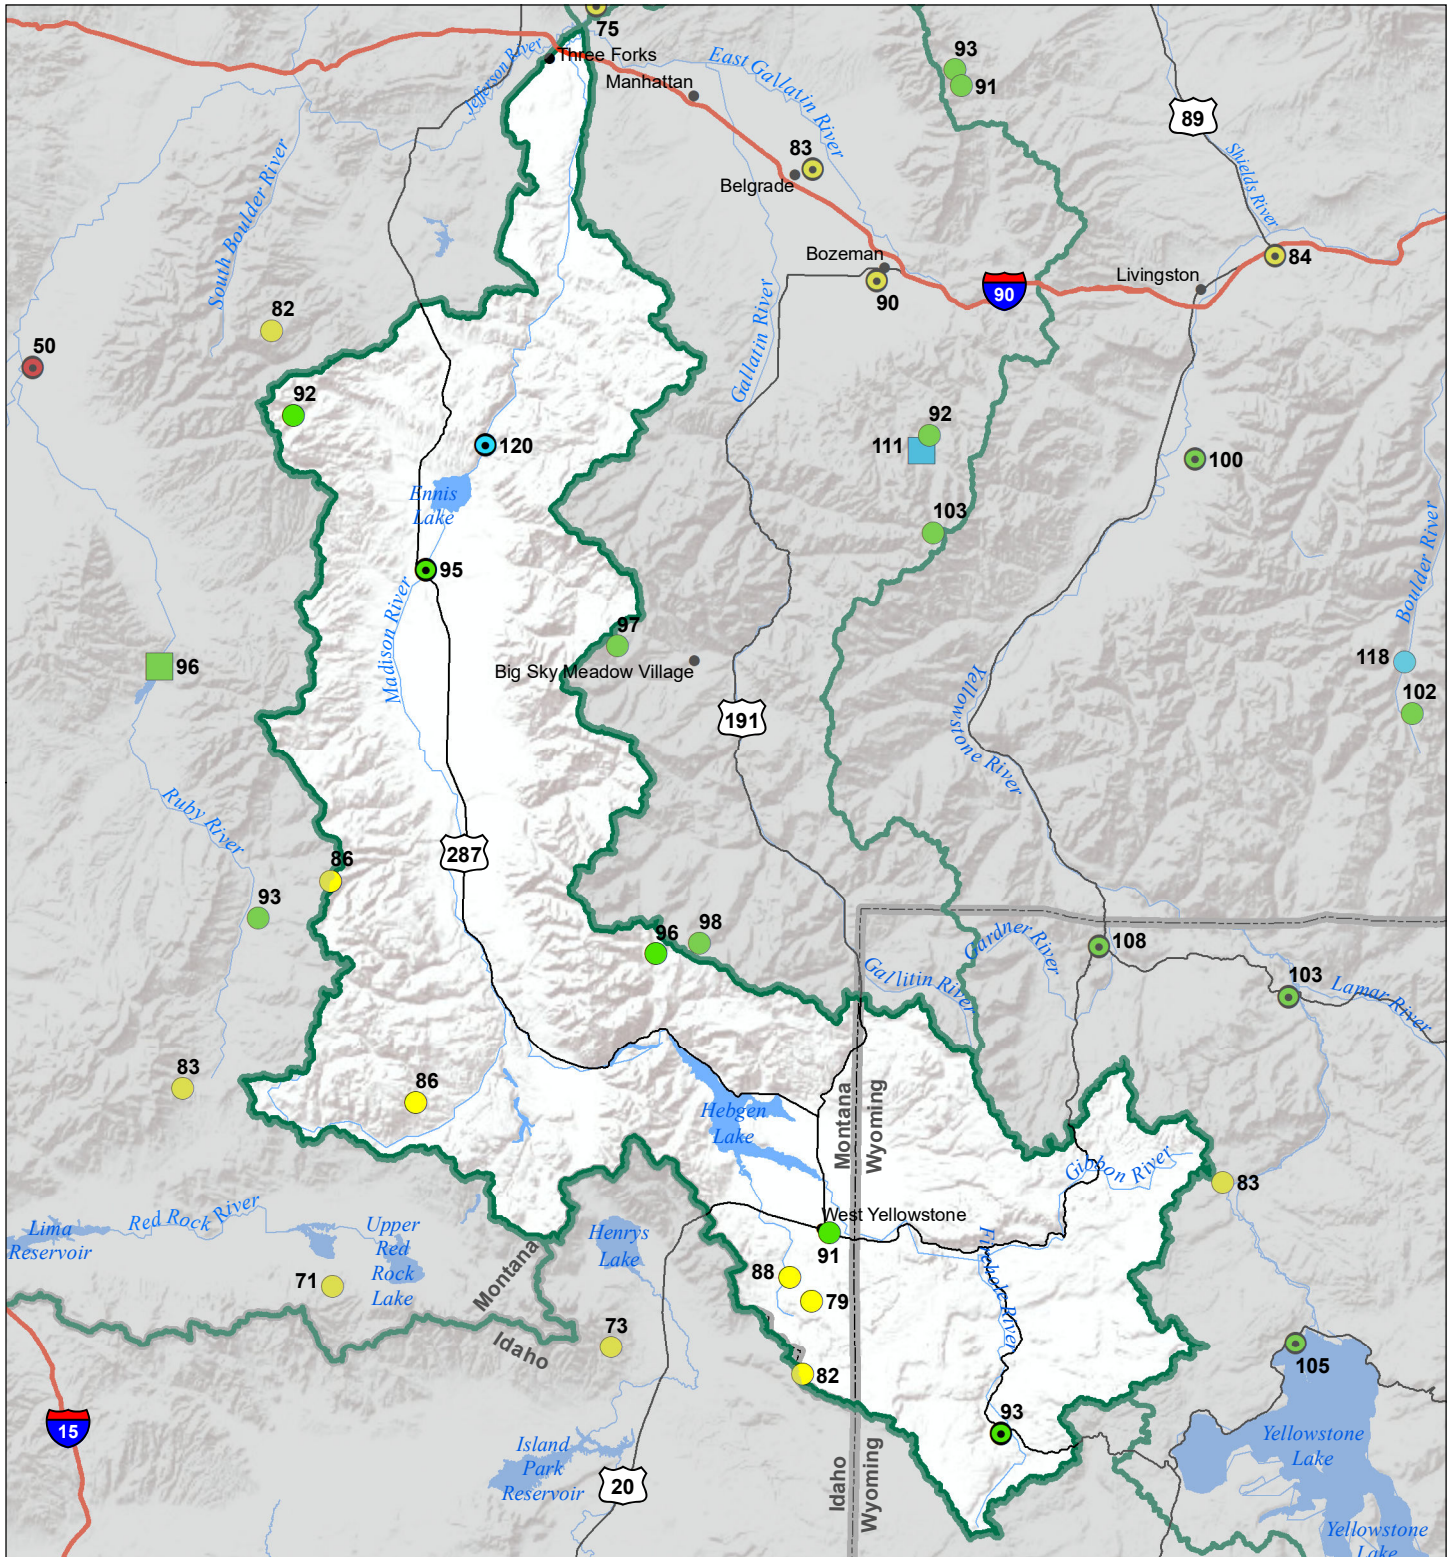 75
Three Forks
Jefferson River
Manhattan
East Gallatin River
93
91
89
Shields River
83
Belgrade
South Boulder River
Bozeman
90
90
Livingston
84
82
50
Gallatin River
92
120
92
111
103
100
Ennis
Lake
95
Boulder River
Madison River
97
Big Sky Meadow Village
96
118
102
191
Yellowstone River
Ruby River
287
86
93
96
98
Gallitin River
Gardner River
108
103
Lamar River
83
86
Hebgen
Lake
Montana
Wyoming
Gibbon River
83
Lima
Reservoir
Red Rock River
Upper
Red
Rock
Lake
Henrys
Lake
West Yellowstone
91
Firehole River
71
Montana
Idaho
88
79
73
82
105
93
15
Island
Park
Reservoir
20
Idaho
Wyoming
Yellowstone
Lake
Yellowstone
Lake